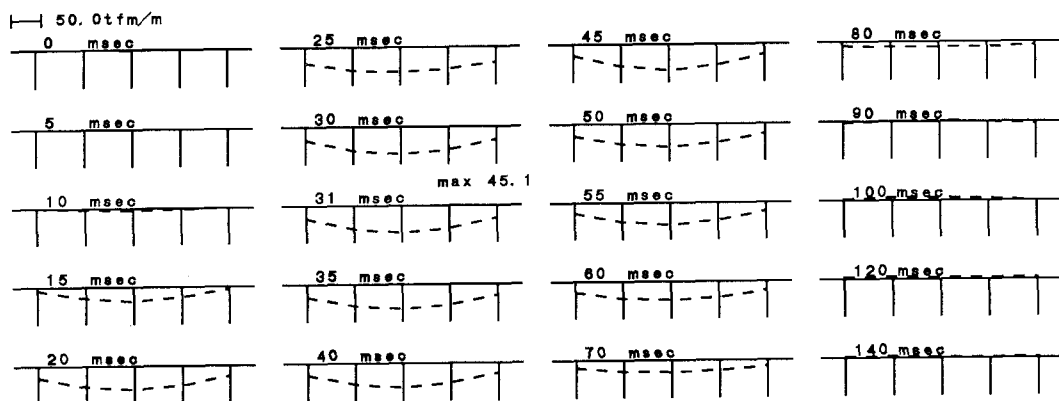 50.0tfm/m
0 msec
5 msec
10 msec
15 msec
20 msec
25 msec
30 msec
max 45.1
31 msec
35 msec
40 msec
45 msec
50 msec
55 msec
60 msec
70 msec
80 msec
90 msec
100 msec
120 msec
140 msec